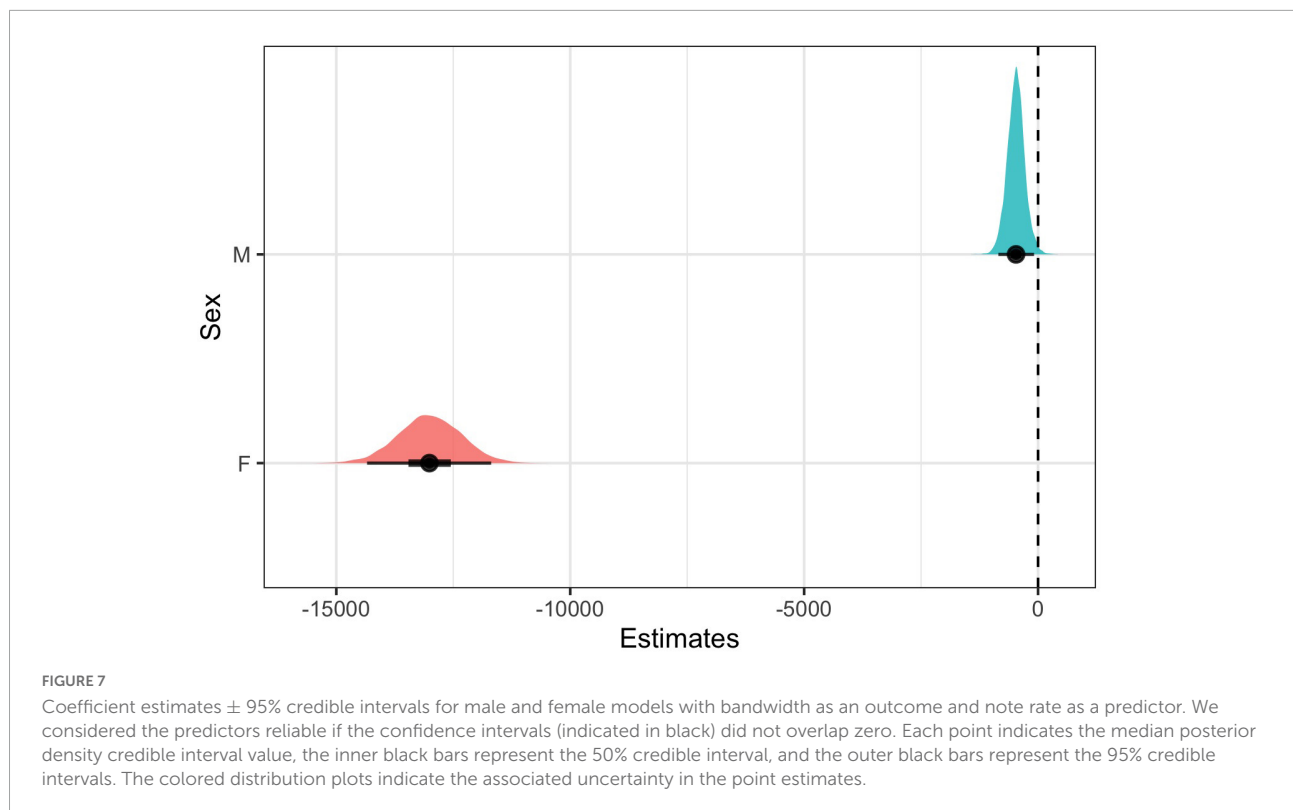 M
F
Sex
-15000 -10000 -5000 0
Estimates
FIGURE 7
Coefficient estimates ± 95% credible intervals for male and female models with bandwidth as an outcome and note rate as a predictor. We
considered the predictors reliable if the confidence intervals (indicated in black) did not overlap zero. Each point indicates the median posterior
density credible interval value, the inner black bars represent the 50% credible interval, and the outer black bars represent the 95% credible
intervals. The colored distribution plots indicate the associated uncertainty in the point estimates.